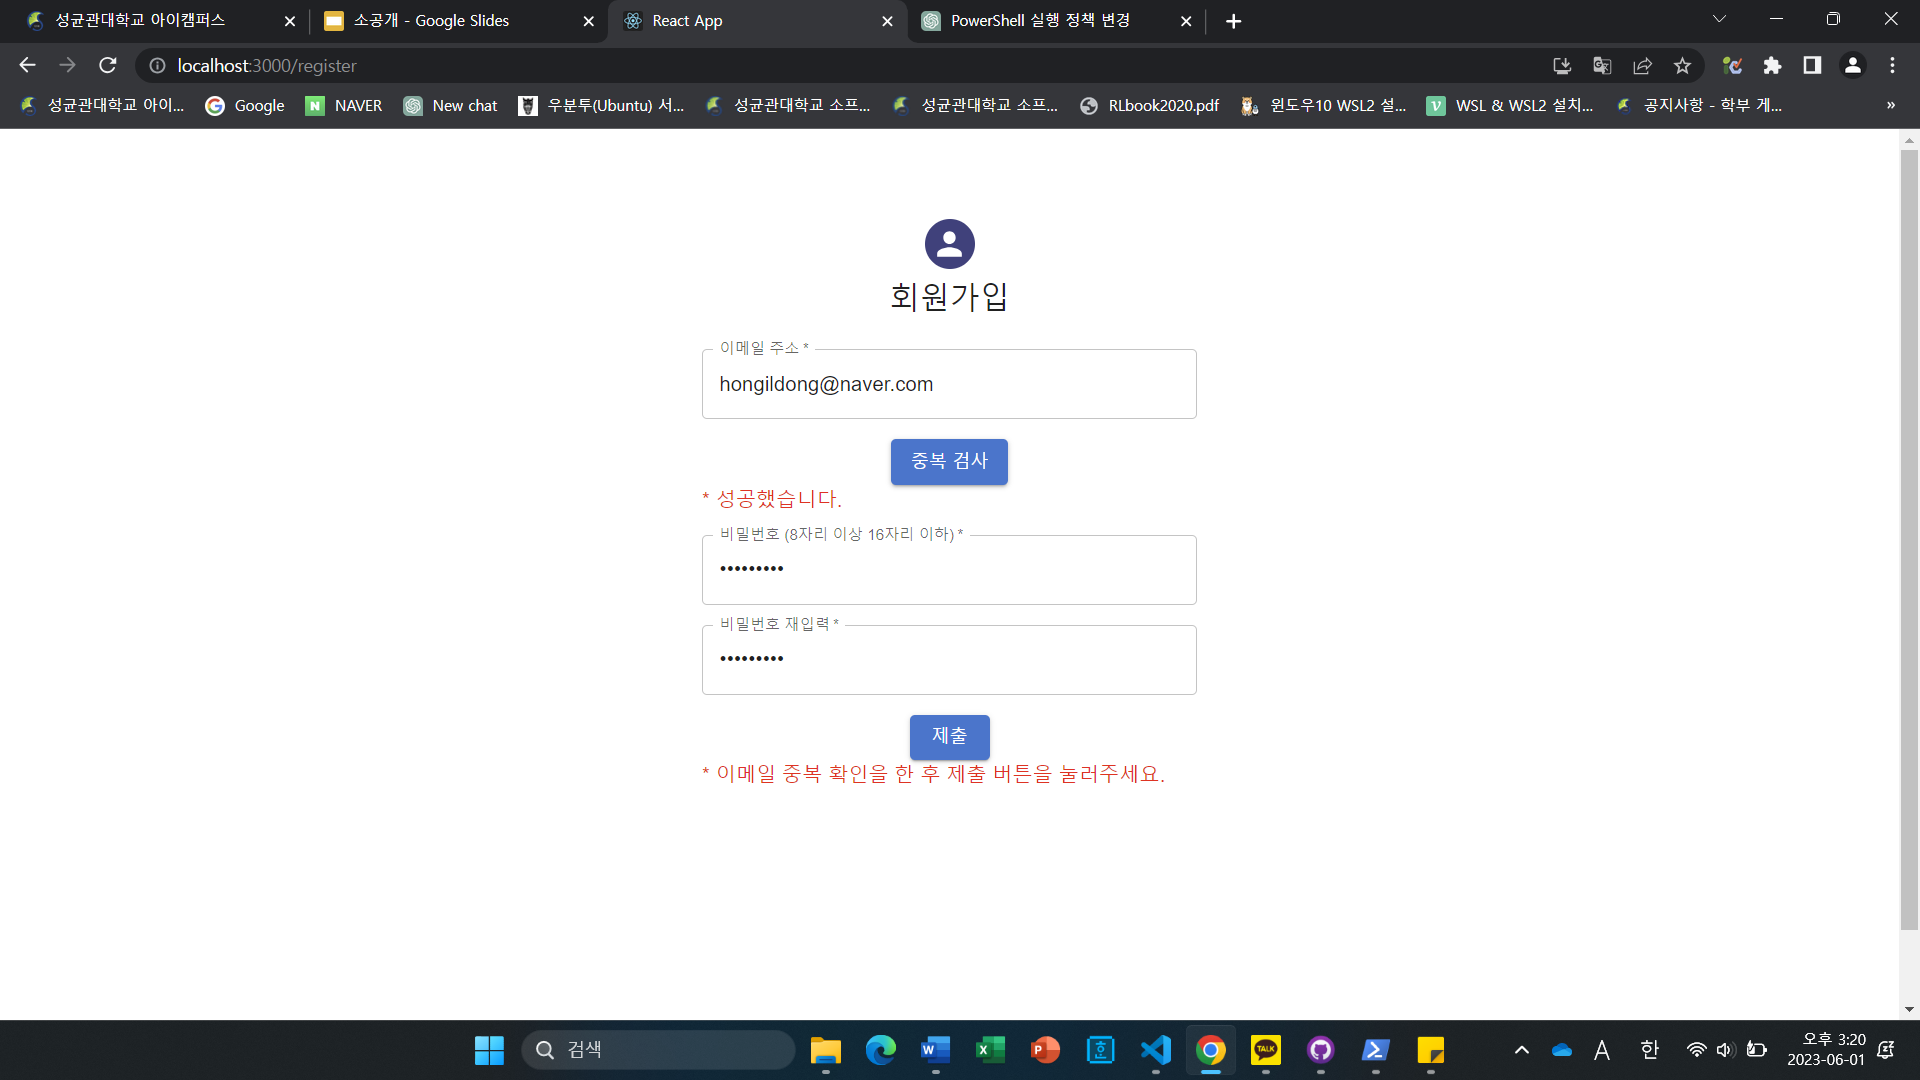 성균관대학교 아이캠퍼스
소공개 - Google Slides
React App
PowerShell 실행 정책 변경
localhost:3000/register
성균관대학교 아이...
Google
NAVER
New chat
우분투(Ubuntu) 서...
성균관대학교 소프...
성균관대학교 소프...
RLbook2020.pdf
윈도우10 WSL2 설...
WSL & WSL2 설치...
공지사항 - 학부 게...
»
회원가입
이메일 주소 *
hongildong@naver.com
중복 검사
* 성공했습니다.
비밀번호 (8자리 이상 16자리 이하) *
•••••••••
비밀번호 재입력 *
•••••••••
제출
* 이메일 중복 확인을 한 후 제출 버튼을 눌러주세요.
검색
A
한
오후 3:20
2023-06-01